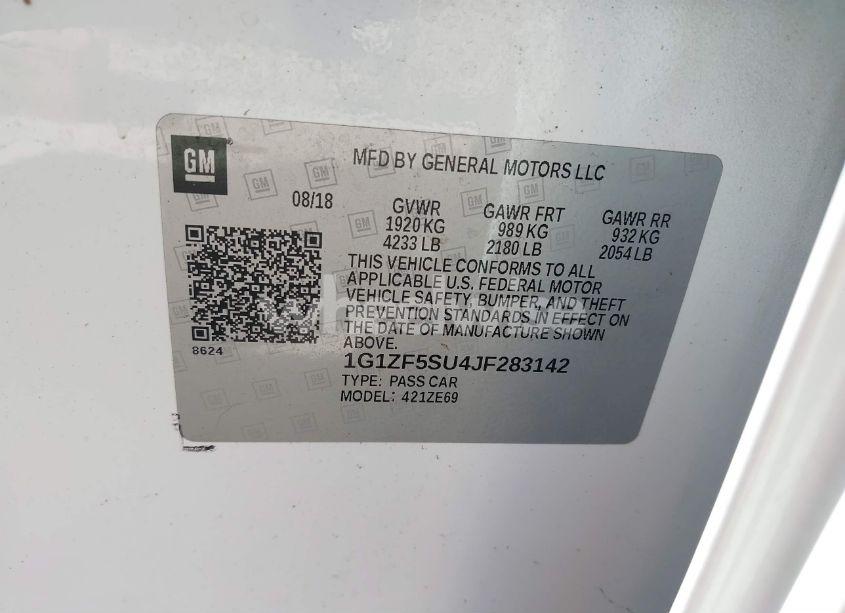 GM
MFD BY GENERAL MOTORS LLC
08/18
GVWR
1920 KG
4233 LB
GAWR FRT
989 KG
2180 LB
GAWR RR
932 KG
2054 LB
THIS VEHICLE CONFORMS TO ALL
APPLICABLE U.S. FEDERAL MOTOR
VEHICLE SAFETY, BUMPER, AND THEFT
PREVENTION STANDARDS IN EFFECT ON
THE DATE OF MANUFACTURE SHOWN
ABOVE.
8624
1G1ZF5SU4JF283142
TYPE: PASS CAR
MODEL: 421ZE69